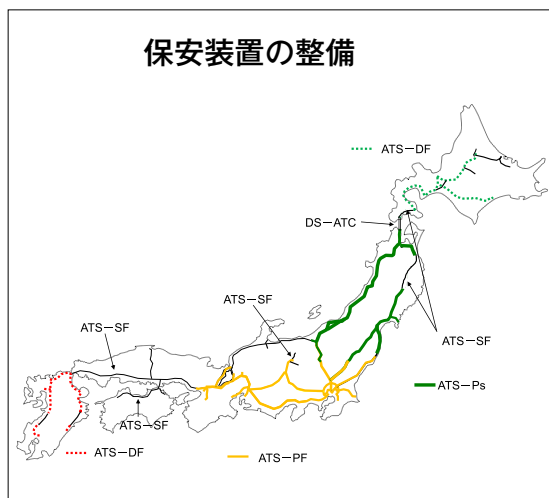 保安装置の整備
ATS－DF
DS－ATC
ATS－SF
ATS－SF
ATS－SF
ATS－Ps
ATS－SF
ATS－DF
ATS－PF